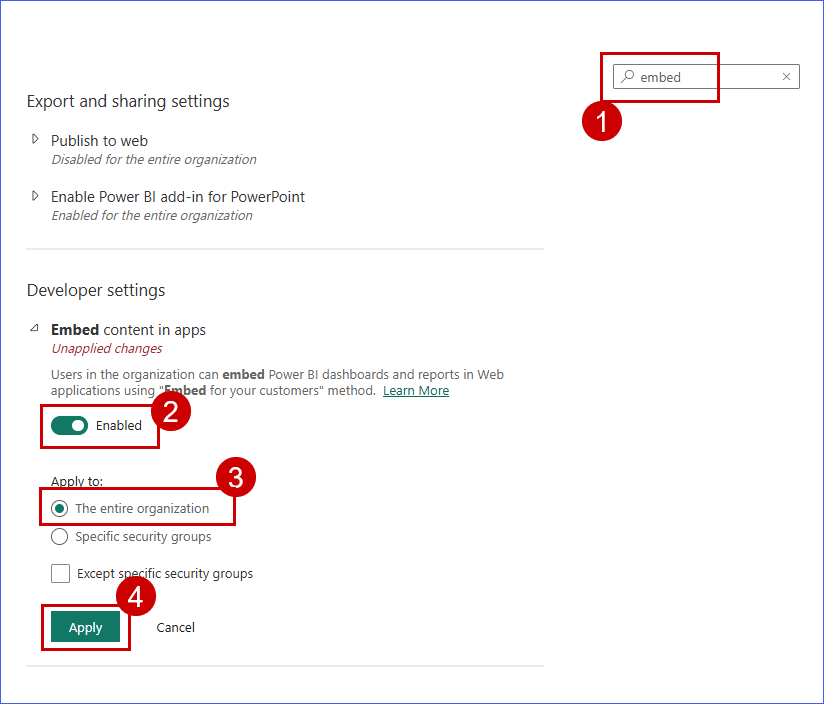 embed
1
Export and sharing settings
Publish to web
Disabled for the entire organization
Enable Power BI add-in for PowerPoint
Enabled for the entire organization
Developer settings
Embed content in apps
Unapplied changes
Users in the organization can embed Power BI dashboards and reports in Web
applications using "Embed for your customers" method. Learn More
2
Enabled
3
Apply to:
The entire organization
Specific security groups
Except specific security groups
4
Apply Cancel